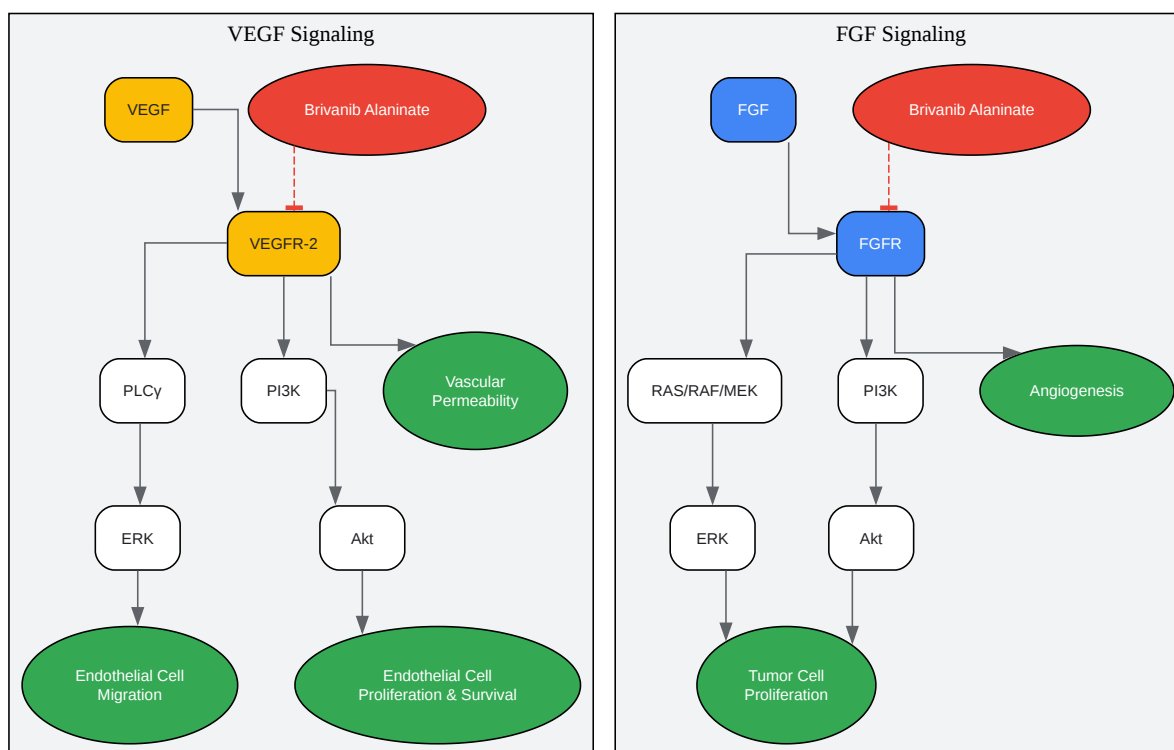 VEGF Signaling
VEGF
Brivanib Alaninate
VEGFR-2
PLCγ
PI3K
Vascular
Permeability
ERK
Akt
Endothelial Cell
Migration
Endothelial Cell
Proliferation & Survival
FGF Signaling
FGF
Brivanib Alaninate
FGFR
RAS/RAF/MEK
PI3K
Angiogenesis
ERK
Akt
Tumor Cell
Proliferation